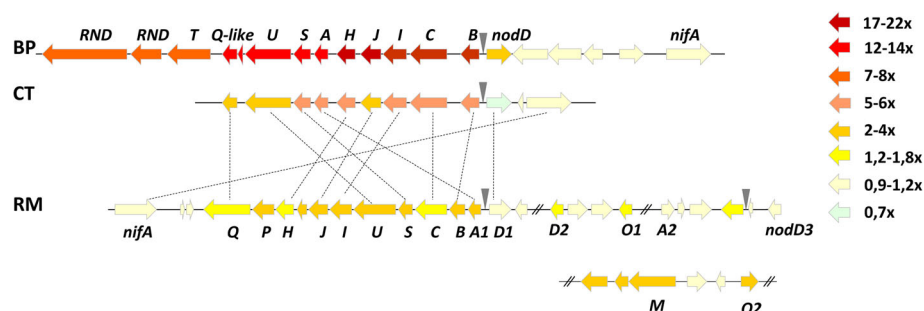 RND RND T Q-like U S A H J I C B nodD nifA
BP
CT
RM
nifA Q P H J I U S C B A1 D1 D2 O1 A2 nodD3
M O2
17-22x
12-14x
7-8x
5-6x
2-4x
1,2-1,8x
0,9-1,2x
0,7x